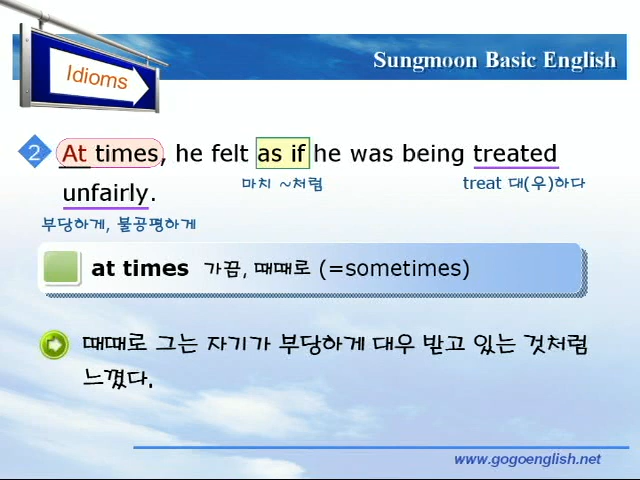 Sungmoon Basic English
Idioms
2 At times, he felt as if he was being treated
마치 ~처럼 treat 대(우)하다
unfairly.
부당하게, 불공평하게
at times 가끔, 때때로 (=sometimes)
때때로 그는 자기가 부당하게 대우 받고 있는 것처럼
느꼈다.
www.gogoenglish.net